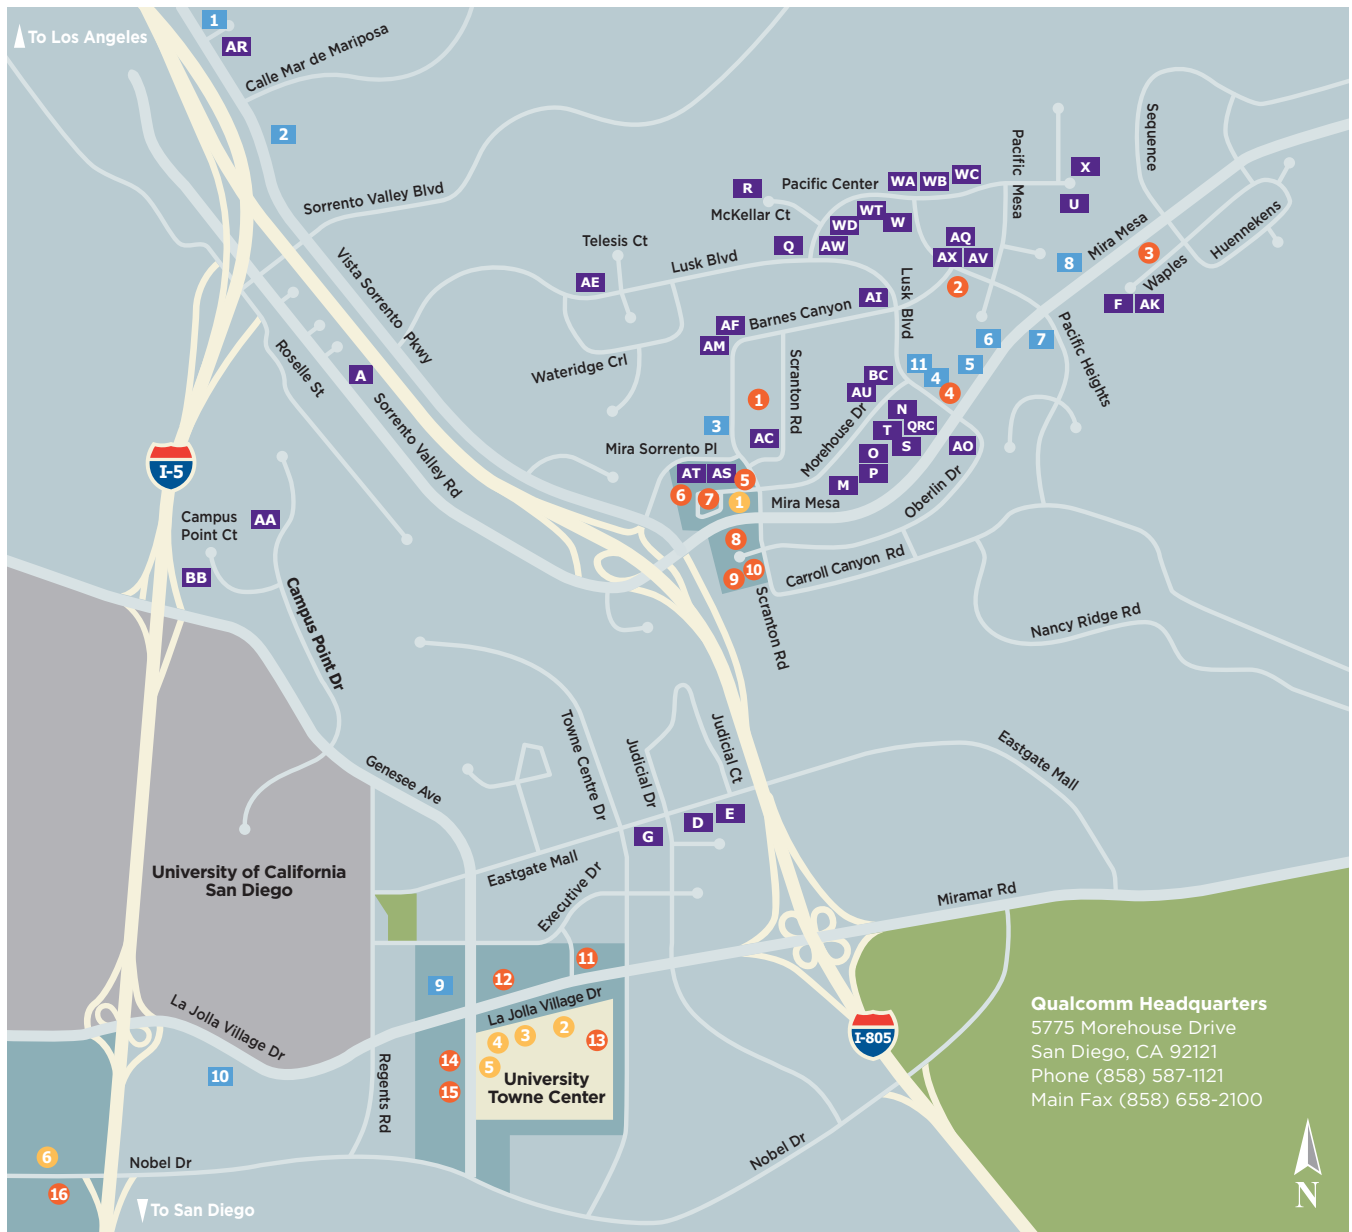 1
To Los Angeles
AR
Calle Mar de Mariposa
2
Sorrento Valley Blvd
Vista Sorrento Pkwy
Telesis Ct
AE
Lusk Blvd
R
Pacific Center
WA
WB
WC
McKellar Ct
WT
WD
W
Q
AW
Pacific Mesa
X
U
Sequence
Mira Mesa
3
8
Waples
Huennekens
F
AK
AQ
AX
AV
2
AI
Lusk Blvd
AF
Barnes Canyon
AM
Wateridge Crl
Scranton Rd
1
3
AC
Mira Sorrento Pl
AT
AS
5
6
7
1
Mira Mesa
BC
AU
Morehouse Dr
11
4
5
6
7
4
Pacific Heights
N
T
QRC
S
O
P
M
AO
Oberlin Dr
8
9
10
Carroll Canyon Rd
Scranton Rd
Nancy Ridge Rd
Roselle St
A
Sorrento Valley Rd
I-5
Campus
Point Ct
AA
BB
Campus Point Dr
Genesee Ave
Towne Centre Dr
Judicial Dr
Judicial Ct
Eastgate Mall
G
D
E
Eastgate Mall
Executive Dr
Miramar Rd
University of California
San Diego
11
12
9
La Jolla Village Dr
La Jolla Village Dr
2
3
4
5
13
14
15
University
Towne Center
10
Regents Rd
I-805
Qualcomm Headquarters
5775 Morehouse Drive
San Diego, CA 92121
Phone (858) 587-1121
Main Fax (858) 658-2100
6
Nobel Dr
Nobel Dr
16
To San Diego
N